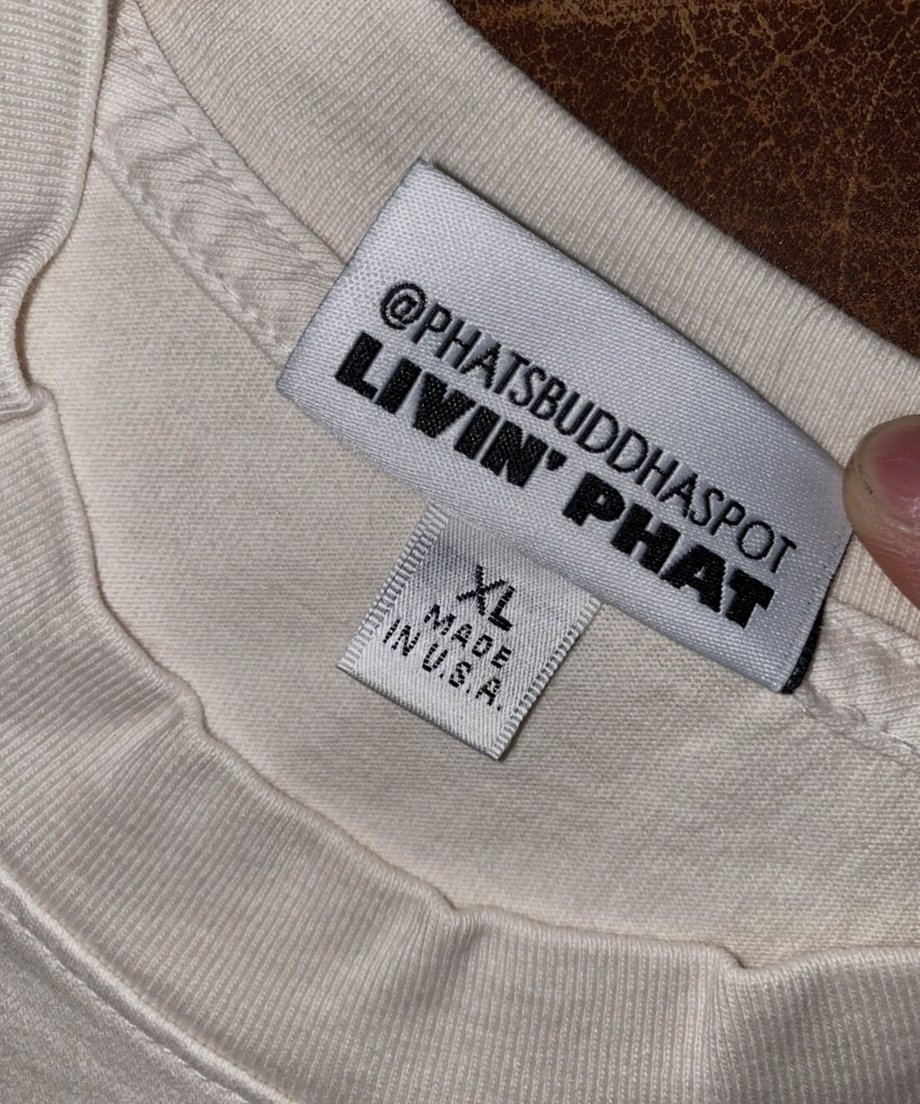 @PHATSBUDDHASPOT
LIVIN' PHAT
XL
MADE
IN U.S.A.